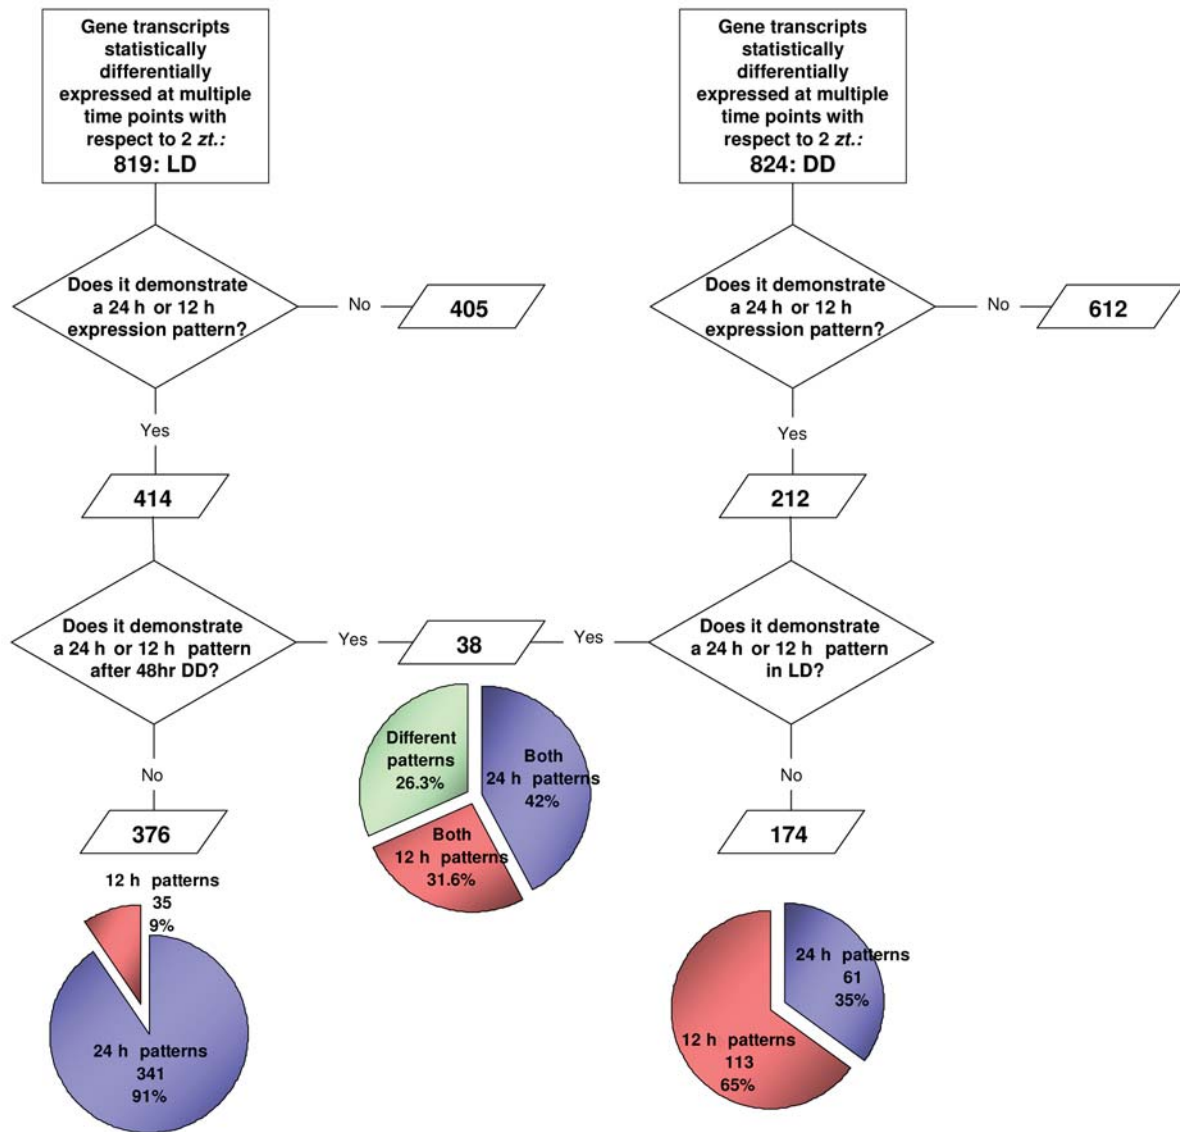 Gene transcripts
statistically
differentially
expressed at multiple
time points with
respect to 2 zt.:
819: LD
Gene transcripts
statistically
differentially
expressed at multiple
time points with
respect to 2 zt.:
824: DD
Does it demonstrate
a 24 h or 12 h
expression pattern?
No
405
Does it demonstrate
a 24 h or 12 h
expression pattern?
No
612
Yes
414
Yes
212
Does it demonstrate
a 24 h or 12 h pattern
after 48hr DD?
Yes
38
Yes
Does it demonstrate
a 24 h or 12 h pattern
in LD?
Different
patterns
26.3%
Both
24 h patterns
42%
Both
12 h patterns
31.6%
No
376
12 h patterns
35
9%
24 h patterns
341
91%
No
174
24 h patterns
61
35%
12 h patterns
113
65%